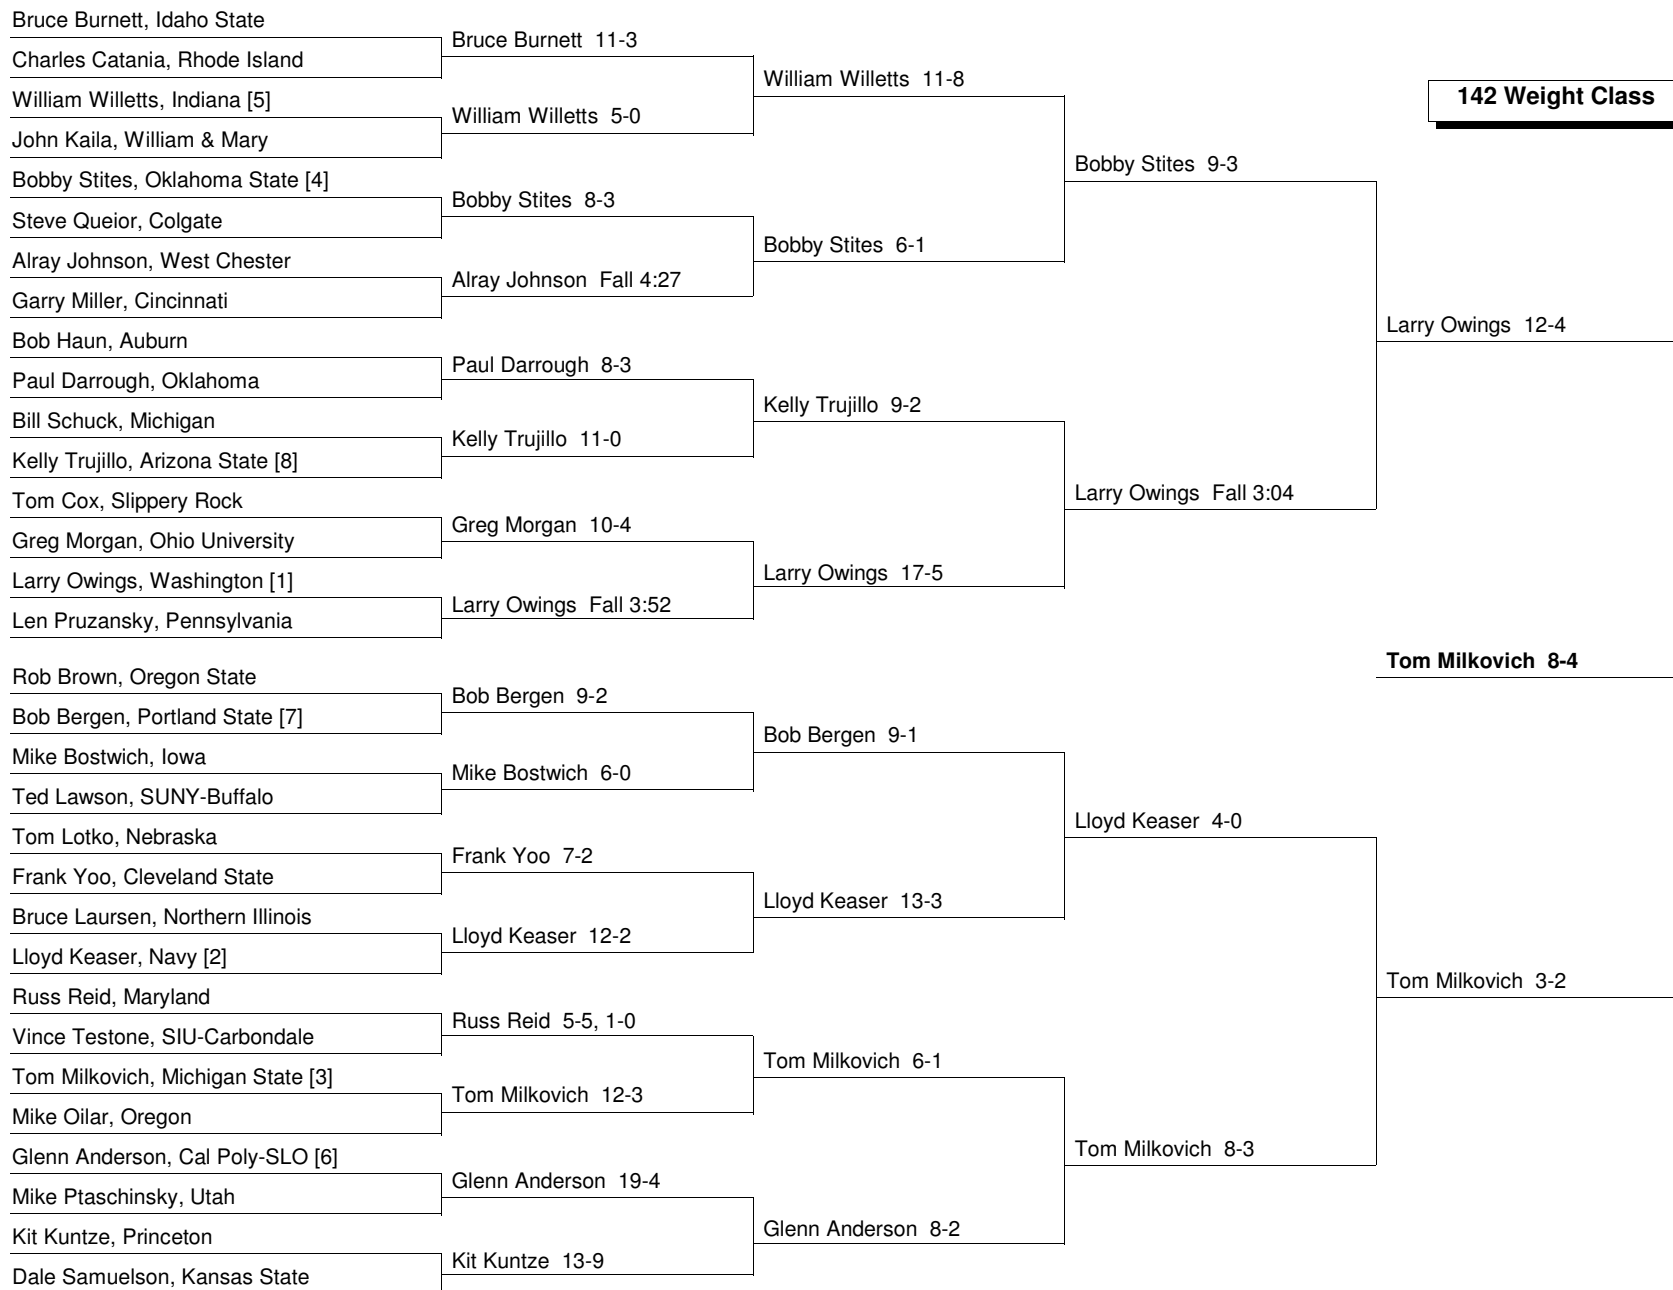 Bruce Burnett, Idaho State
Charles Catania, Rhode Island
William Willetts, Indiana [5]
John Kaila, William & Mary
Bobby Stites, Oklahoma State [4]
Steve Queior, Colgate
Alray Johnson, West Chester
Garry Miller, Cincinnati
Bob Haun, Auburn
Paul Darrough, Oklahoma
Bill Schuck, Michigan
Kelly Trujillo, Arizona State [8]
Tom Cox, Slippery Rock
Greg Morgan, Ohio University
Larry Owings, Washington [1]
Len Pruzansky, Pennsylvania
Rob Brown, Oregon State
Bob Bergen, Portland State [7]
Mike Bostwich, Iowa
Ted Lawson, SUNY-Buffalo
Tom Lotko, Nebraska
Frank Yoo, Cleveland State
Bruce Laursen, Northern Illinois
Lloyd Keaser, Navy [2]
Russ Reid, Maryland
Vince Testone, SIU-Carbondale
Tom Milkovich, Michigan State [3]
Mike Oilar, Oregon
Glenn Anderson, Cal Poly-SLO [6]
Mike Ptaschinsky, Utah
Kit Kuntze, Princeton
Dale Samuelson, Kansas State
Bruce Burnett 11-3
William Willetts 5-0
Bobby Stites 8-3
Alray Johnson Fall 4:27
Paul Darrough 8-3
Kelly Trujillo 11-0
Greg Morgan 10-4
Larry Owings Fall 3:52
Bob Bergen 9-2
Mike Bostwich 6-0
Frank Yoo 7-2
Lloyd Keaser 12-2
Russ Reid 5-5, 1-0
Tom Milkovich 12-3
Glenn Anderson 19-4
Kit Kuntze 13-9
William Willetts 11-8
Bobby Stites 6-1
Kelly Trujillo 9-2
Larry Owings 17-5
Bob Bergen 9-1
Lloyd Keaser 13-3
Tom Milkovich 6-1
Glenn Anderson 8-2
Bobby Stites 9-3
Larry Owings Fall 3:04
Lloyd Keaser 4-0
Tom Milkovich 8-3
142 Weight Class
Larry Owings 12-4
Tom Milkovich 8-4
Tom Milkovich 3-2